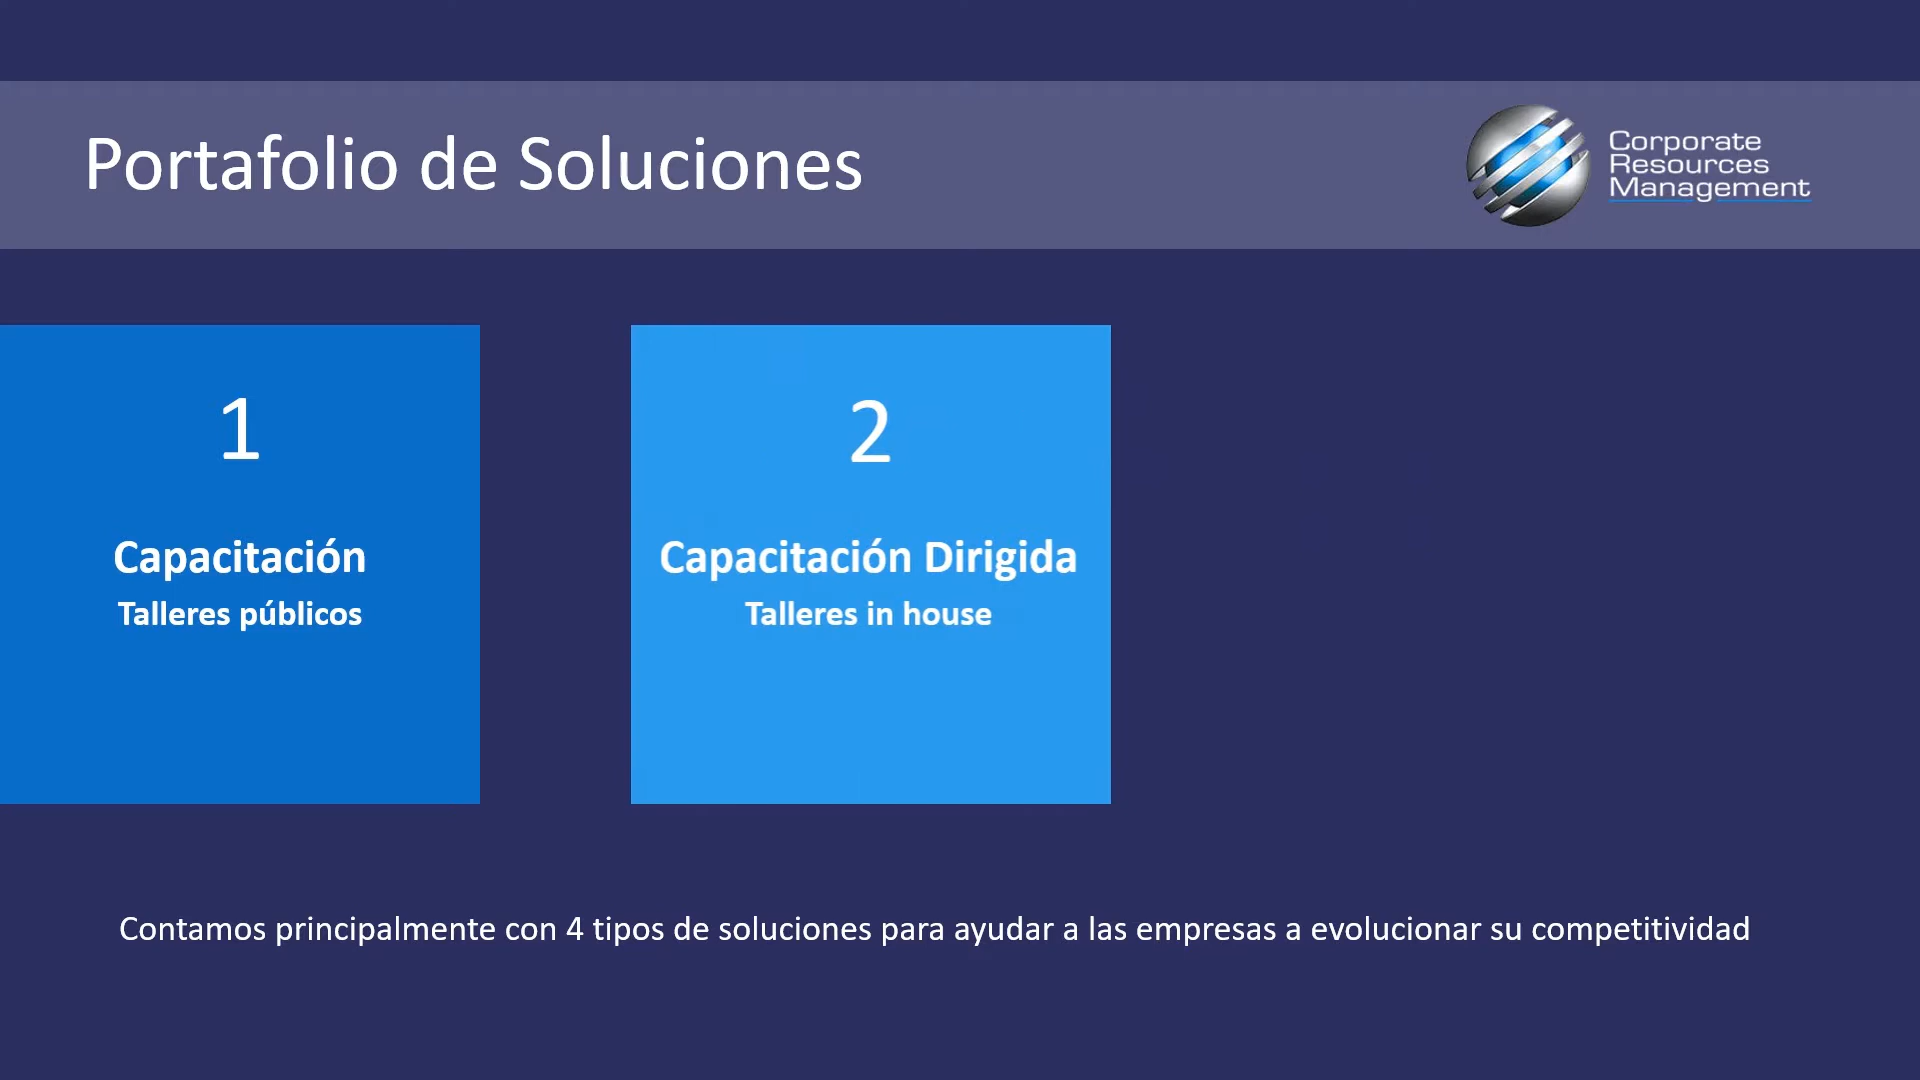 Portafolio de Soluciones
Corporate
Resources
Management
1
Capacitación
Talleres públicos
2
Capacitación Dirigida
Talleres in house
Contamos principalmente con 4 tipos de soluciones para ayudar a las empresas a evolucionar su competitividad